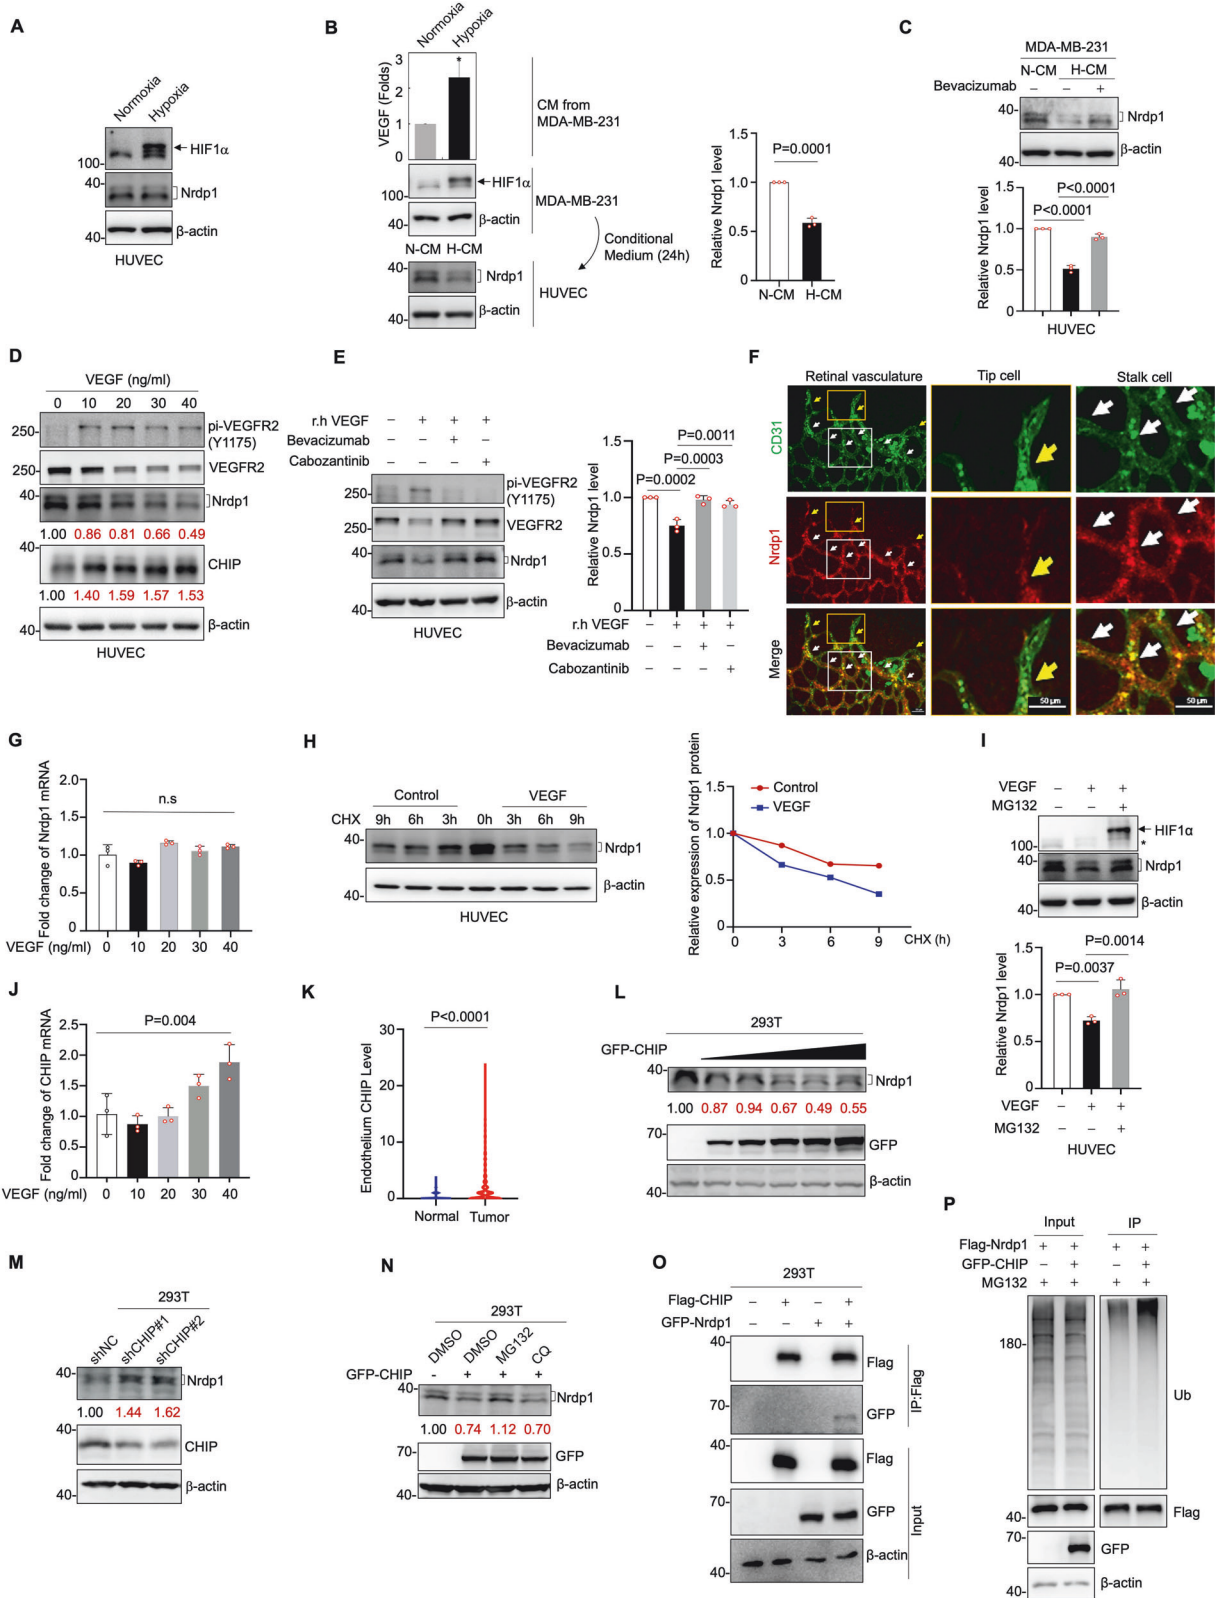 A
Normoxia
Hypoxia
HIF1α
100-
40-
Nrdp1
40-
β-actin
HUVEC
B
Normoxia
Hypoxia
VEGF (Folds)
3
2
1
0
*
CM from
MDA-MB-231
HIF1α
100-
40-
β-actin
MDA-MB-231
N-CM H-CM
Conditional
Medium (24h)
40-
Nrdp1
HUVEC
40-
β-actin
Relative Nrdp1 level
1.5
1.0
0.5
0
P=0.0001
N-CM H-CM
C
MDA-MB-231
N-CM H-CM
Bevacizumab − − +
40-
Nrdp1
40-
β-actin
Relative Nrdp1 level
1.5
1.0
0.5
0
P<0.0001
P<0.0001
HUVEC
D
VEGF (ng/ml)
0 10 20 30 40
250-
pi-VEGFR2
(Y1175)
250-
VEGFR2
40-
Nrdp1
1.00 0.86 0.81 0.66 0.49
40-
CHIP
1.00 1.40 1.59 1.57 1.53
40-
β-actin
HUVEC
E
r.h VEGF − + + +
Bevacizumab − − + −
Cabozantinib − − − +
250-
pi-VEGFR2
(Y1175)
250-
VEGFR2
40-
Nrdp1
40-
β-actin
HUVEC
Relative Nrdp1 level
1.5
1.0
0.5
0
P=0.0011
P=0.0003
P=0.0002
r.h VEGF − + + +
Bevacizumab − − + −
Cabozantinib − − − +
F
Retinal vasculature
Tip cell
Stalk cell
CD31
Nrdp1
Merge
50 μm
50 μm
G
Fold change of Nrdp1 mRNA
2.0
1.5
1.0
0.5
0
n.s
VEGF (ng/ml) 0 10 20 30 40
H
Control VEGF
CHX 9h 6h 3h 0h 3h 6h 9h
40-
Nrdp1
40-
β-actin
HUVEC
Relative expression of Nrdp1 protein
1.5
1.0
0.5
0
Control
VEGF
0 3 6 9 CHX (h)
I
VEGF − + +
MG132 − − +
HIF1α
*
100-
40-
Nrdp1
40-
β-actin
Relative Nrdp1 level
1.5
1.0
0.5
0
P=0.0014
P=0.0037
VEGF − + +
MG132 − − +
HUVEC
J
Fold change of CHIP mRNA
2.5
2.0
1.5
1.0
0.5
0
P=0.004
VEGF (ng/ml) 0 10 20 30 40
K
Endothelium CHIP Level
30
20
10
0
P<0.0001
Normal Tumor
L
293T
GFP-CHIP
40-
Nrdp1
1.00 0.87 0.94 0.67 0.49 0.55
70-
GFP
40-
β-actin
M
293T
shNC
shCHIP#1
shCHIP#2
40-
Nrdp1
1.00 1.44 1.62
40-
CHIP
40-
β-actin
N
293T
DMSO
DMSO
MG132
CQ
GFP-CHIP - + + +
40-
Nrdp1
1.00 0.74 1.12 0.70
70-
GFP
40-
β-actin
O
293T
Flag-CHIP − + − +
GFP-Nrdp1 − − + +
40-
Flag
70-
GFP
IP:Flag
40-
Flag
70-
GFP
40-
β-actin
Input
P
Input IP
Flag-Nrdp1 + + + +
GFP-CHIP − + − +
MG132 + + + +
180-
Ub
40-
Flag
70-
GFP
40-
β-actin